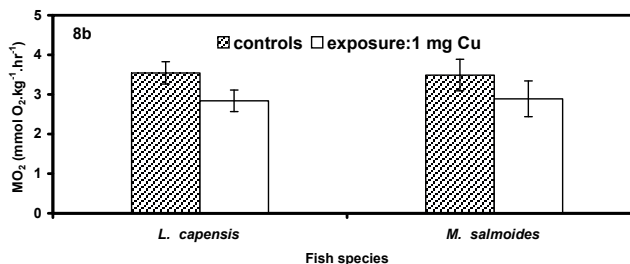 5
8b
controls exposure:1 mg Cu
4
3
2
1
0
MO₂ (mmol O₂.kg⁻¹.hr⁻¹)
L. capensis M. salmoides
Fish species